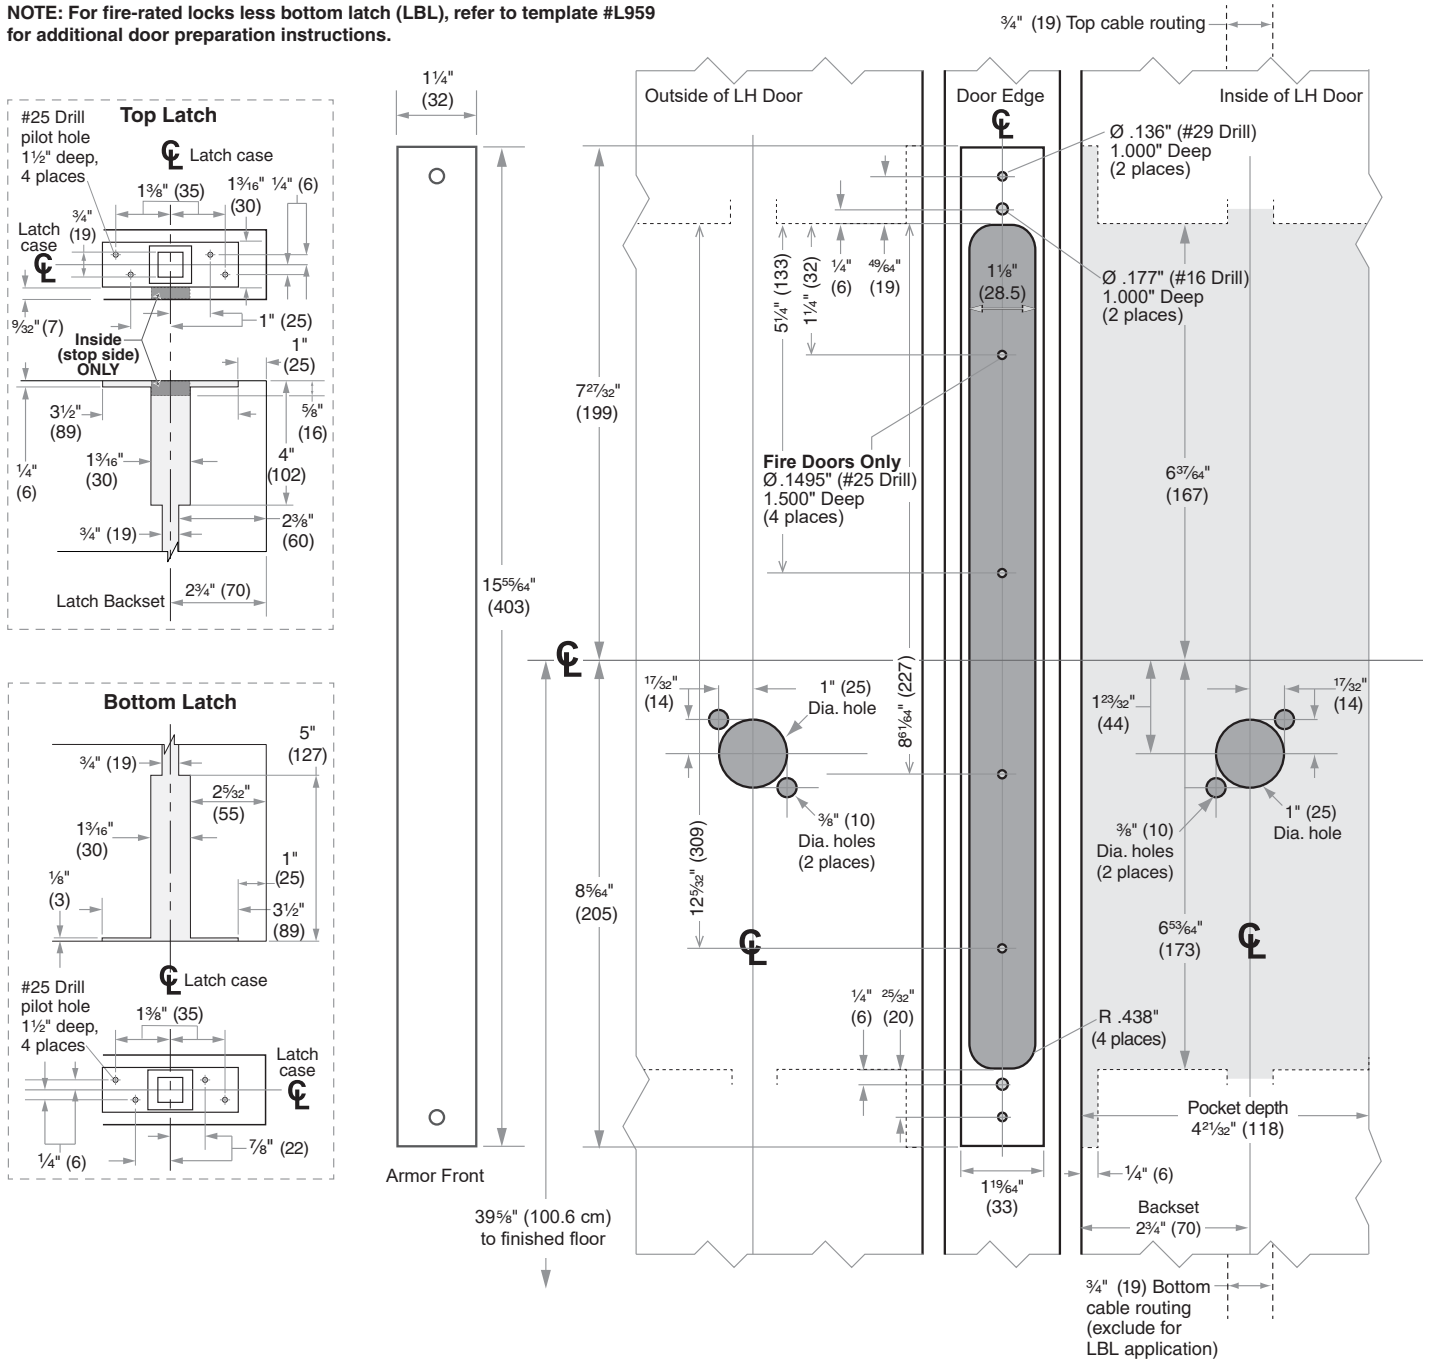 NOTE: For fire-rated locks less bottom latch (LBL), refer to template #L959
for additional door preparation instructions.
Top Latch
#25 Drill
pilot hole
1½" deep,
4 places
℄ Latch case
1⅜" (35)
1³⁄₁₆"
(30)
¼" (6)
¾"
(19)
Latch
case
℄
⁹⁄₃₂" (7)
1" (25)
Inside
(stop side)
ONLY
1"
(25)
3½"
(89)
⅝"
(16)
¼"
(6)
1³⁄₁₆"
(30)
4"
(102)
¾" (19)
2⅜"
(60)
Latch Backset
2¾" (70)
Bottom Latch
5"
(127)
¾" (19)
2⁵⁄₃₂"
(55)
1³⁄₁₆"
(30)
1"
(25)
⅛"
(3)
3½"
(89)
℄ Latch case
#25 Drill
pilot hole
1½" deep,
4 places
1⅜" (35)
Latch
case
℄
¼" (6)
⅞" (22)
1¼"
(32)
15⁵⁵⁄₆₄"
(403)
Armor Front
39⅝" (100.6 cm)
to finished floor
℄
7²⁷⁄₃₂"
(199)
8⁵⁄₆₄"
(205)
Outside of LH Door
5¼" (133)
1¼" (32)
¼"
(6)
⁴⁹⁄₆₄"
(19)
Fire Doors Only
Ø .1495" (#25 Drill)
1.500" Deep
(4 places)
¹⁷⁄₃₂"
(14)
1" (25)
Dia. hole
8⁶¹⁄₆₄" (227)
⅜" (10)
Dia. holes
(2 places)
12⁵⁄₃₂" (309)
℄
¼"
(6)
²⁵⁄₃₂"
(20)
Door Edge
℄
1⅛"
(28.5)
1¹⁹⁄₆₄"
(33)
¾" (19) Top cable routing
Inside of LH Door
Ø .136" (#29 Drill)
1.000" Deep
(2 places)
Ø .177" (#16 Drill)
1.000" Deep
(2 places)
6³⁷⁄₆₄"
(167)
1²³⁄₃₂"
(44)
¹⁷⁄₃₂"
(14)
1" (25)
Dia. hole
⅜" (10)
Dia. holes
(2 places)
6⁵³⁄₆₄"
(173)
℄
R .438"
(4 places)
Pocket depth
4²¹⁄₃₂" (118)
¼" (6)
Backset
2¾" (70)
¾" (19) Bottom
cable routing
(exclude for
LBL application)